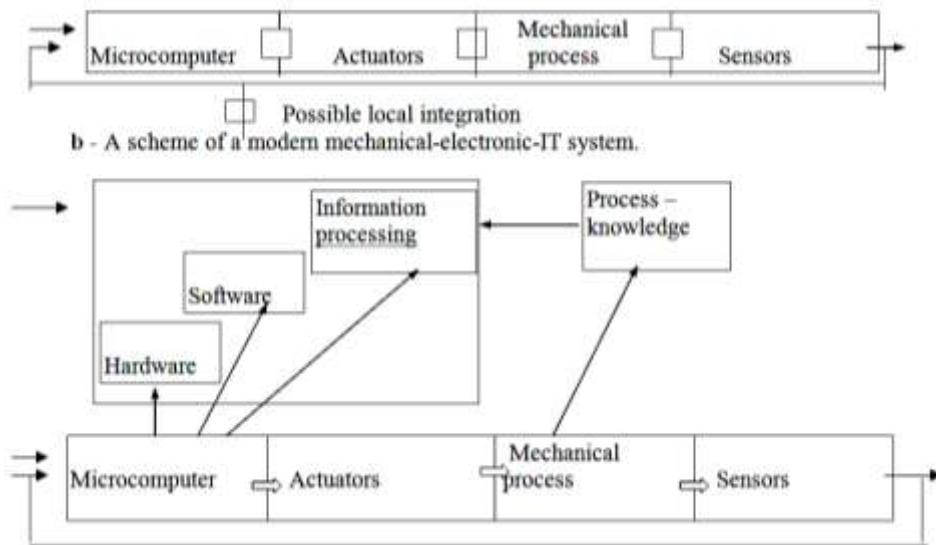 Microcomputer
Actuators
Mechanical
process
Sensors
Possible local integration
b - A scheme of a modern mechanical-electronic-IT system.
Information
processing
Process –
knowledge
Software
Hardware
Microcomputer
Actuators
Mechanical
process
Sensors